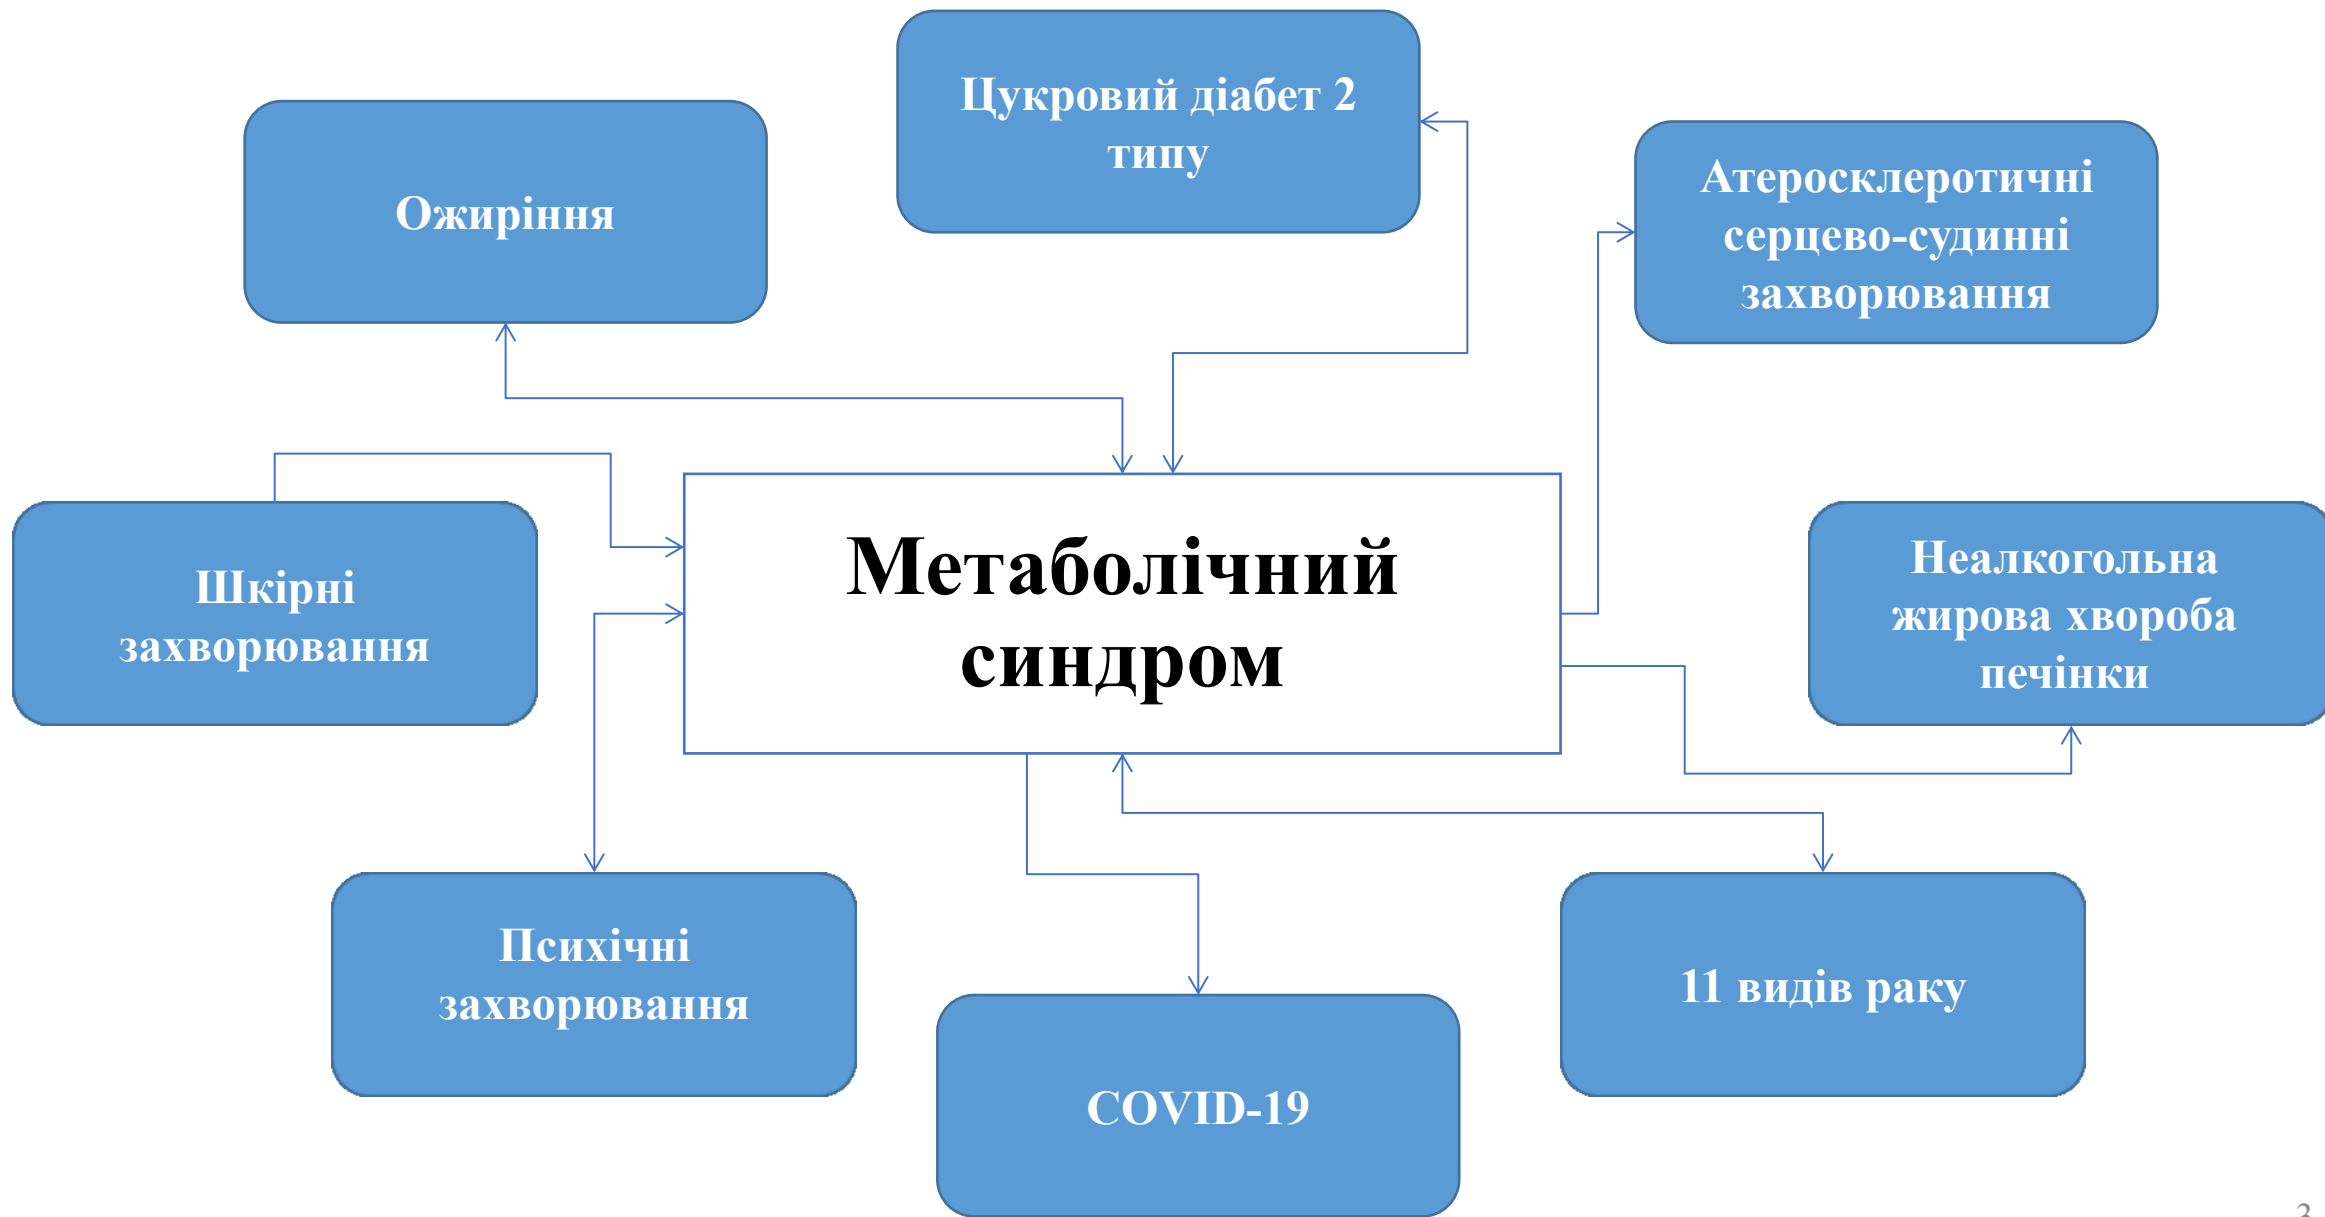 Цукровий діабет 2
типу
Ожиріння
Атеросклеротичні
серцево-судинні
захворювання
Метаболічний
синдром
Шкірні
захворювання
Неалкогольна
жирова хвороба
печінки
Психічні
захворювання
11 видів раку
COVID-19
3